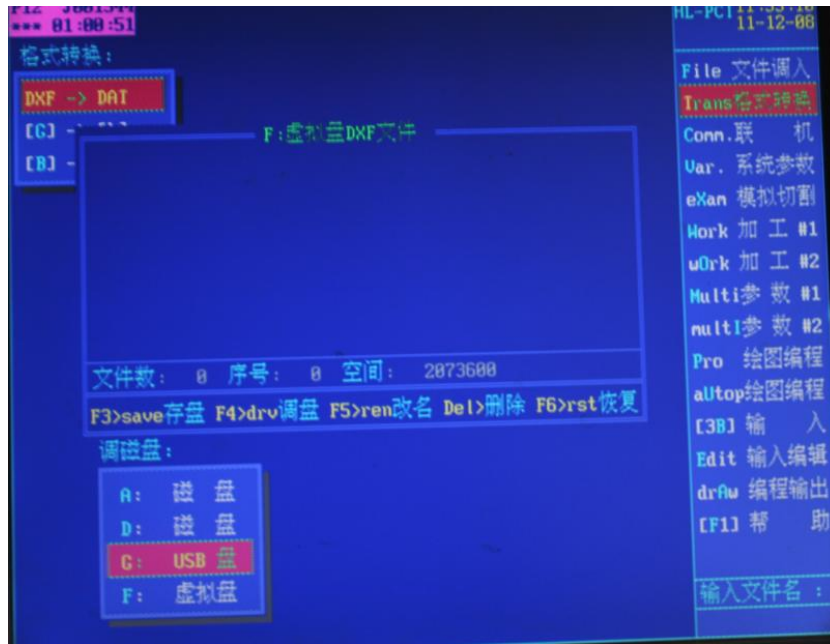 *** 01:00:51
HL-PCI
11-12-08
格式转换:
DXF -> DAT
[G]
[B]
F:虚拟盘DXF文件
文件数: 0 序号: 0 空间: 2073600
F3>save存盘 F4>drv调盘 F5>ren改名 Del>删除 F6>rst恢复
调磁盘:
A: 磁 盘
D: 磁 盘
G: USB 盘
F: 虚拟盘
File 文件调入
Trans格式转换
Comm.联 机
Var. 系统参数
eXam 模拟切割
Work 加 工 #1
wOrk 加 工 #2
Multi参 数 #1
multI参 数 #2
Pro 绘图编程
aUtop绘图编程
[3B] 输 入
Edit 输入编辑
drAw 编程输出
[F1] 帮 助
输入文件名 :